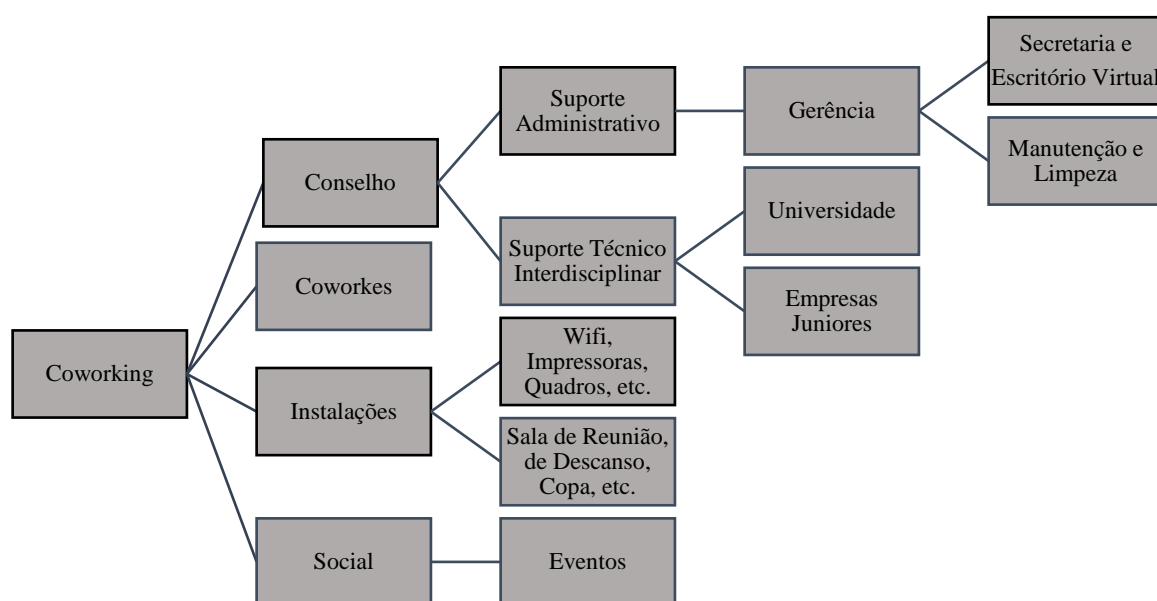 Coworking
Conselho
Suporte
Administrativo
Gerência
Secretaria e
Escritório Virtual
Manutenção e
Limpeza
Suporte Técnico
Interdisciplinar
Universidade
Empresas
Juniores
Coworkes
Instalações
Wifi,
Impressoras,
Quadros, etc.
Sala de Reunião,
de Descanso,
Copa, etc.
Social
Eventos